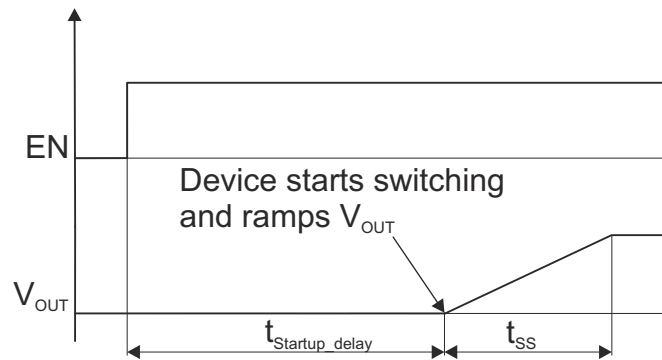 EN
Device starts switching
and ramps VOUT
VOUT
tStartup_delay
tSS